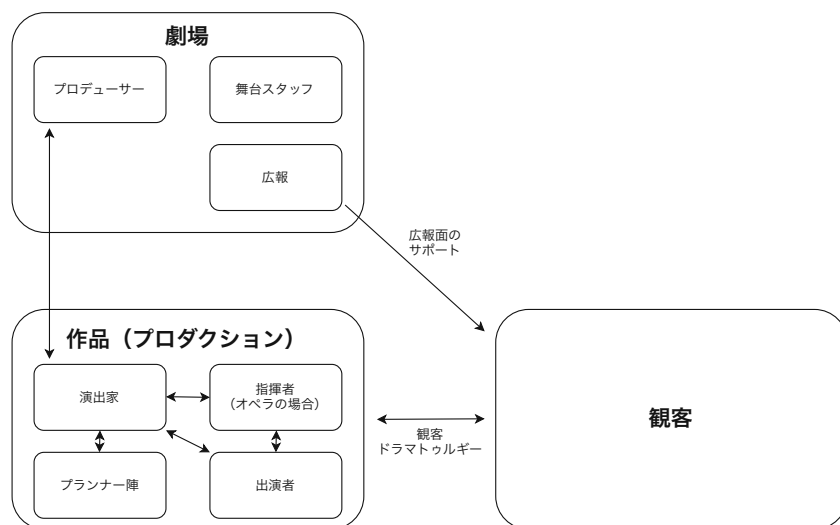 劇場
プロデューサー
舞台スタッフ
広報
広報面の
サポート
作品（プロダクション）
演出家
指揮者
（オペラの場合）
プランナー陣
出演者
観客
ドラマトゥルギー
観客